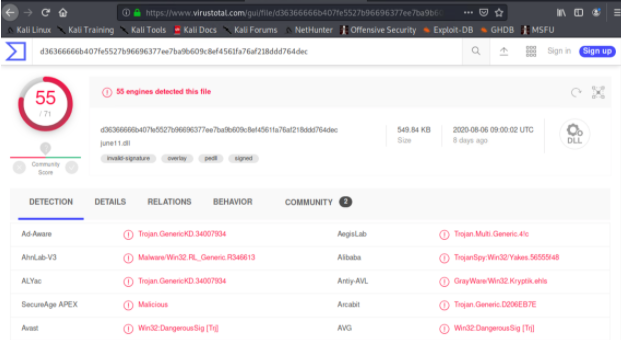 https://www.virustotal.com/gui/file/d36366666b407fe5527b96696377ee7ba9b60
Kali Linux Kali Training Kali Tools Kali Docs Kali Forums NetHunter Offensive Security Exploit-DB GHDB MSFU
d36366666b407fe5527b96696377ee7ba9b609c8ef4561fa76af218ddd764dec Sign in Sign up
55
/ 71
Community
Score
55 engines detected this file
d36366666b407fe5527b96696377ee7ba9b609c8ef4561fa76af218ddd764dec
june11.dll
invalid-signature overlay pedll signed
549.84 KB
Size
2020-08-06 09:00:02 UTC
8 days ago
DLL
DETECTION DETAILS RELATIONS BEHAVIOR COMMUNITY 2
Ad-Aware Trojan.GenericKD.34007934 AegisLab Trojan.Multi.Generic.4!c
AhnLab-V3 Malware/Win32.RL_Generic.R346613 Alibaba TrojanSpy:Win32/Yakes.56555f48
ALYac Trojan.GenericKD.34007934 Antiy-AVL GrayWare/Win32.Kryptik.ehls
SecureAge APEX Malicious Arcabit Trojan.Generic.D206EB7E
Avast Win32:DangerousSig [Trj] AVG Win32:DangerousSig [Trj]